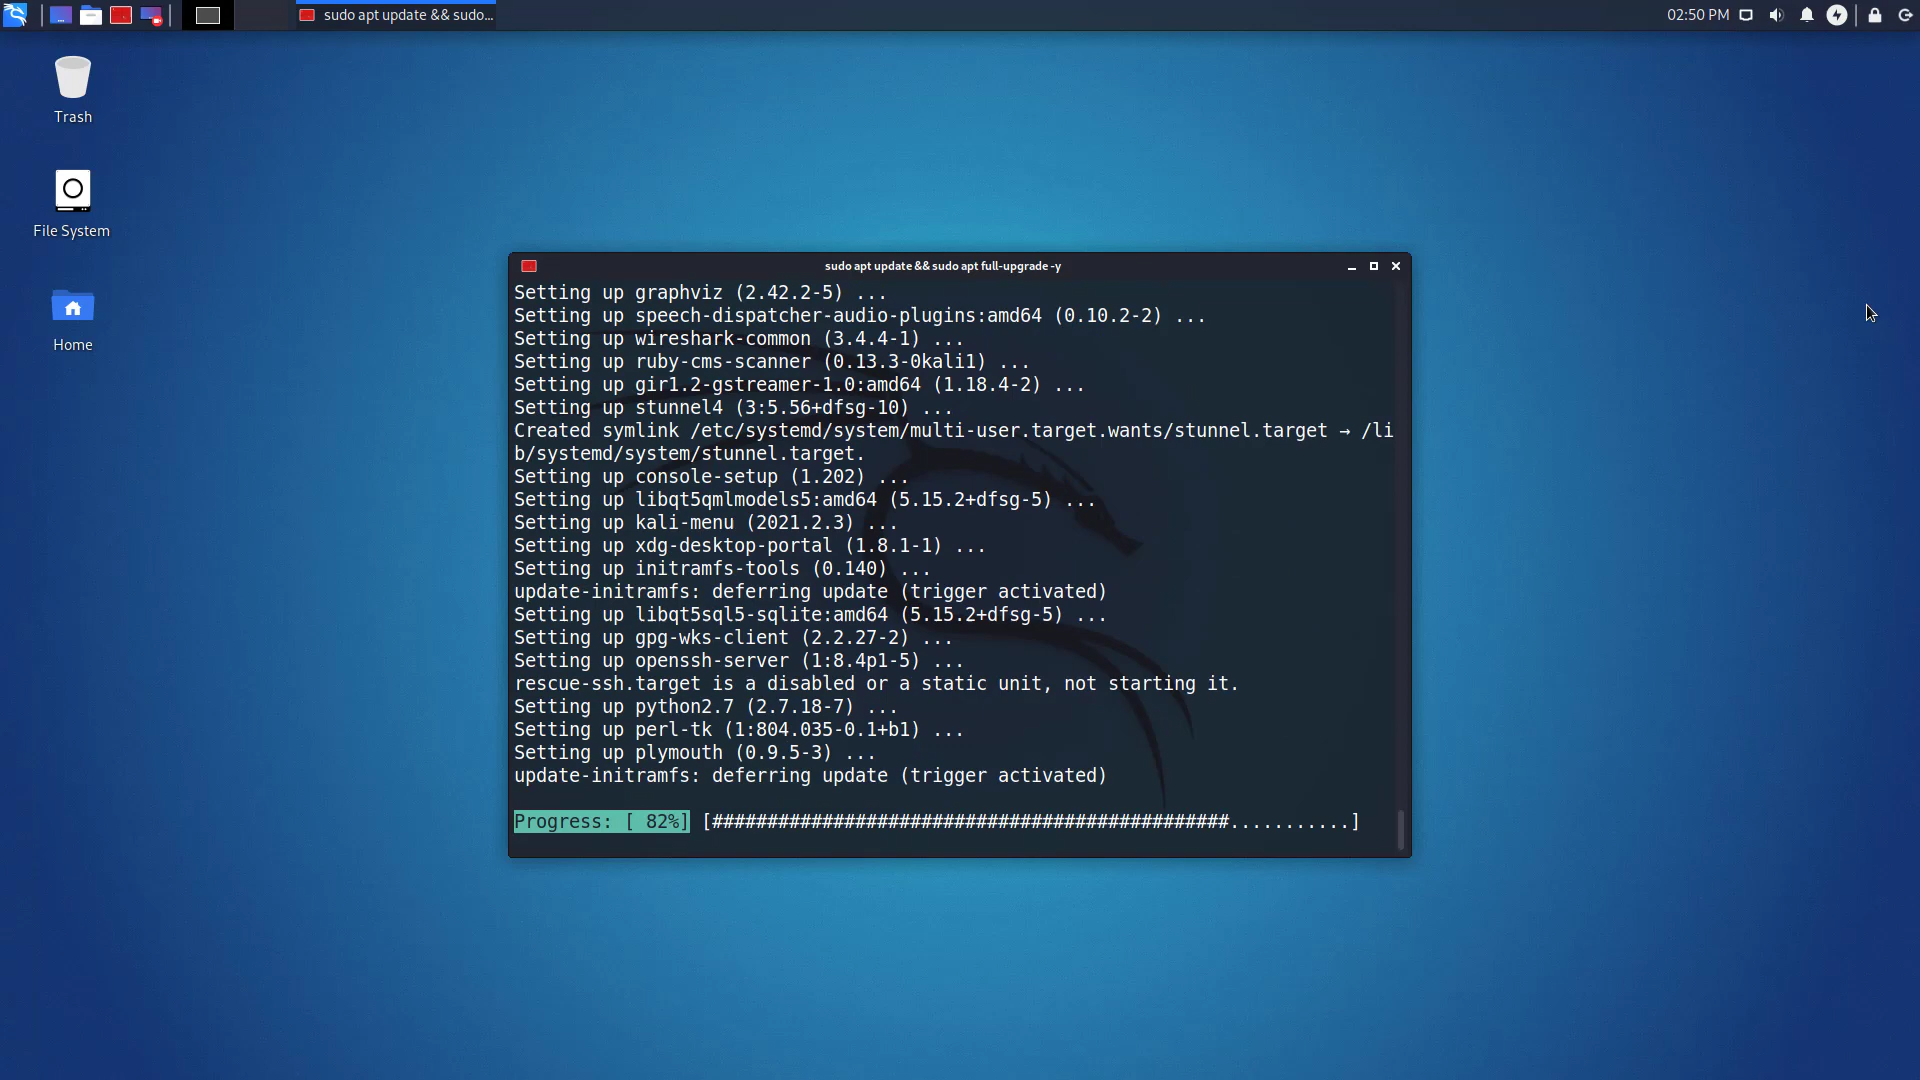 sudo apt update && sudo...
02:50 PM
Trash
File System
Home
sudo apt update && sudo apt full-upgrade -y
Setting up graphviz (2.42.2-5) ...
Setting up speech-dispatcher-audio-plugins:amd64 (0.10.2-2) ...
Setting up wireshark-common (3.4.4-1) ...
Setting up ruby-cms-scanner (0.13.3-0kali1) ...
Setting up gir1.2-gstreamer-1.0:amd64 (1.18.4-2) ...
Setting up stunnel4 (3:5.56+dfsg-10) ...
Created symlink /etc/systemd/system/multi-user.target.wants/stunnel.target → /li
b/systemd/system/stunnel.target.
Setting up console-setup (1.202) ...
Setting up libqt5qmlmodels5:amd64 (5.15.2+dfsg-5) ...
Setting up kali-menu (2021.2.3) ...
Setting up xdg-desktop-portal (1.8.1-1) ...
Setting up initramfs-tools (0.140) ...
update-initramfs: deferring update (trigger activated)
Setting up libqt5sql5-sqlite:amd64 (5.15.2+dfsg-5) ...
Setting up gpg-wks-client (2.2.27-2) ...
Setting up openssh-server (1:8.4p1-5) ...
rescue-ssh.target is a disabled or a static unit, not starting it.
Setting up python2.7 (2.7.18-7) ...
Setting up perl-tk (1:804.035-0.1+b1) ...
Setting up plymouth (0.9.5-3) ...
update-initramfs: deferring update (trigger activated)
Progress: [ 82%] [###############################################...........]